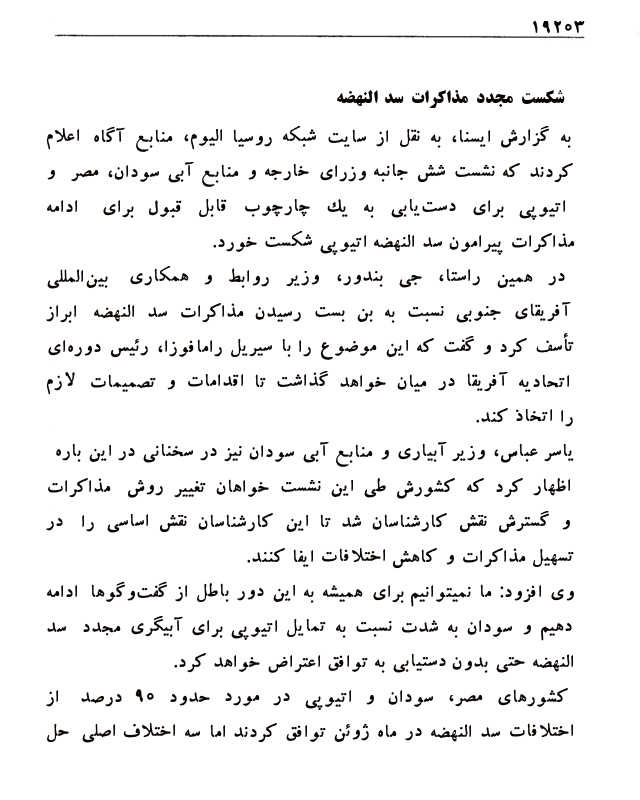 ۱۹۲۰۳
شکست مجدد مذاکرات سد النهضه
به گزارش ایسنا، به نقل از سایت شبکه روسیا الیوم، منابع آگاه اعلام
کردند که نشست شش جانبه وزرای خارجه و منابع آبی سودان، مصر و
اتیوپی برای دست‌یابی به یك چارچوب قابل قبول برای ادامه
مذاکرات پیرامون سد النهضه اتیوپی شکست خورد.
در همین راستا، جی بندور، وزیر روابط و همکاری بین‌المللی
آفریقای جنوبی نسبت به بن بست رسیدن مذاکرات سد النهضه ابراز
تأسف کرد و گفت که این موضوع را با سیریل رامافوزا، رئیس دوره‌ای
اتحادیه آفریقا در میان خواهد گذاشت تا اقدامات و تصمیمات لازم
را اتخاذ کند.
یاسر عباس، وزیر آبیاری و منابع آبی سودان نیز در سخنانی در این باره
اظهار کرد که کشورش طی این نشست خواهان تغییر روش مذاکرات
و گسترش نقش کارشناسان شد تا این کارشناسان نقش اساسی را در
تسهیل مذاکرات و کاهش اختلافات ایفا کنند.
وی افزود: ما نمیتوانیم برای همیشه به این دور باطل از گفت‌وگوها ادامه
دهیم و سودان به شدت نسبت به تمایل اتیوپی برای آبیگری مجدد سد
النهضه حتی بدون دستیابی به توافق اعتراض خواهد کرد.
کشورهای مصر، سودان و اتیوپی در مورد حدود ۹۰ درصد از
اختلافات سد النهضه در ماه ژوئن توافق کردند اما سه اختلاف اصلی حل